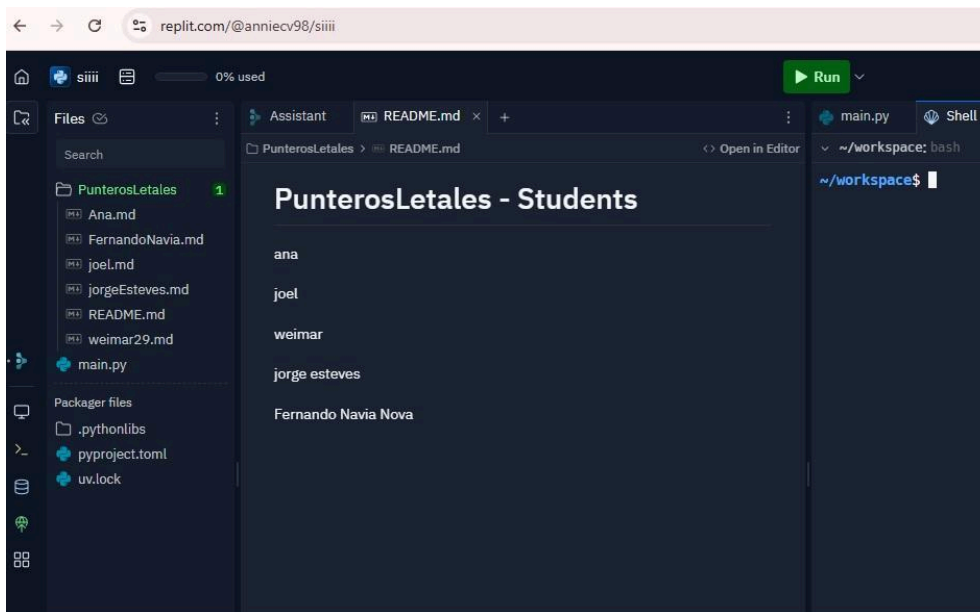 replit.com/@anniecv98/siiii
siiii
0% used
Run
Files
Assistant
README.md
main.py
Shell
Search
PunterosLetales > README.md
Open in Editor
~/workspace: bash
PunterosLetales 1
Ana.md
FernandoNavia.md
joel.md
jorgeEsteves.md
README.md
weimar29.md
main.py
Packager files
.pythonlibs
pyproject.toml
uv.lock
PunterosLetales - Students
ana
joel
weimar
jorge esteves
Fernando Navia Nova
~/workspace$